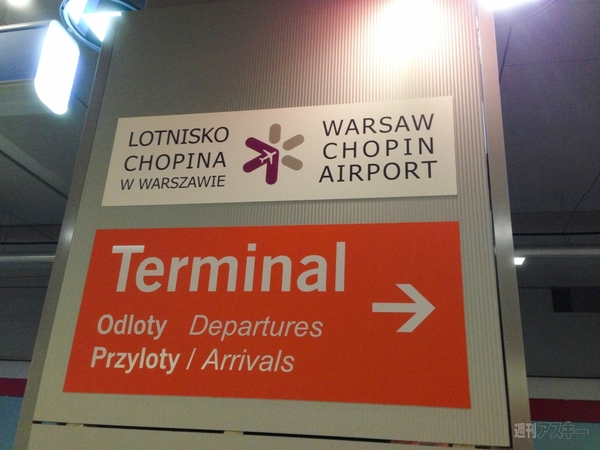 LOTNISKO
CHOPINA
W WARSZAWIE
WARSAW
CHOPIN
AIRPORT
Terminal
Odloty Departures
Przyloty / Arrivals
週刊アスキー